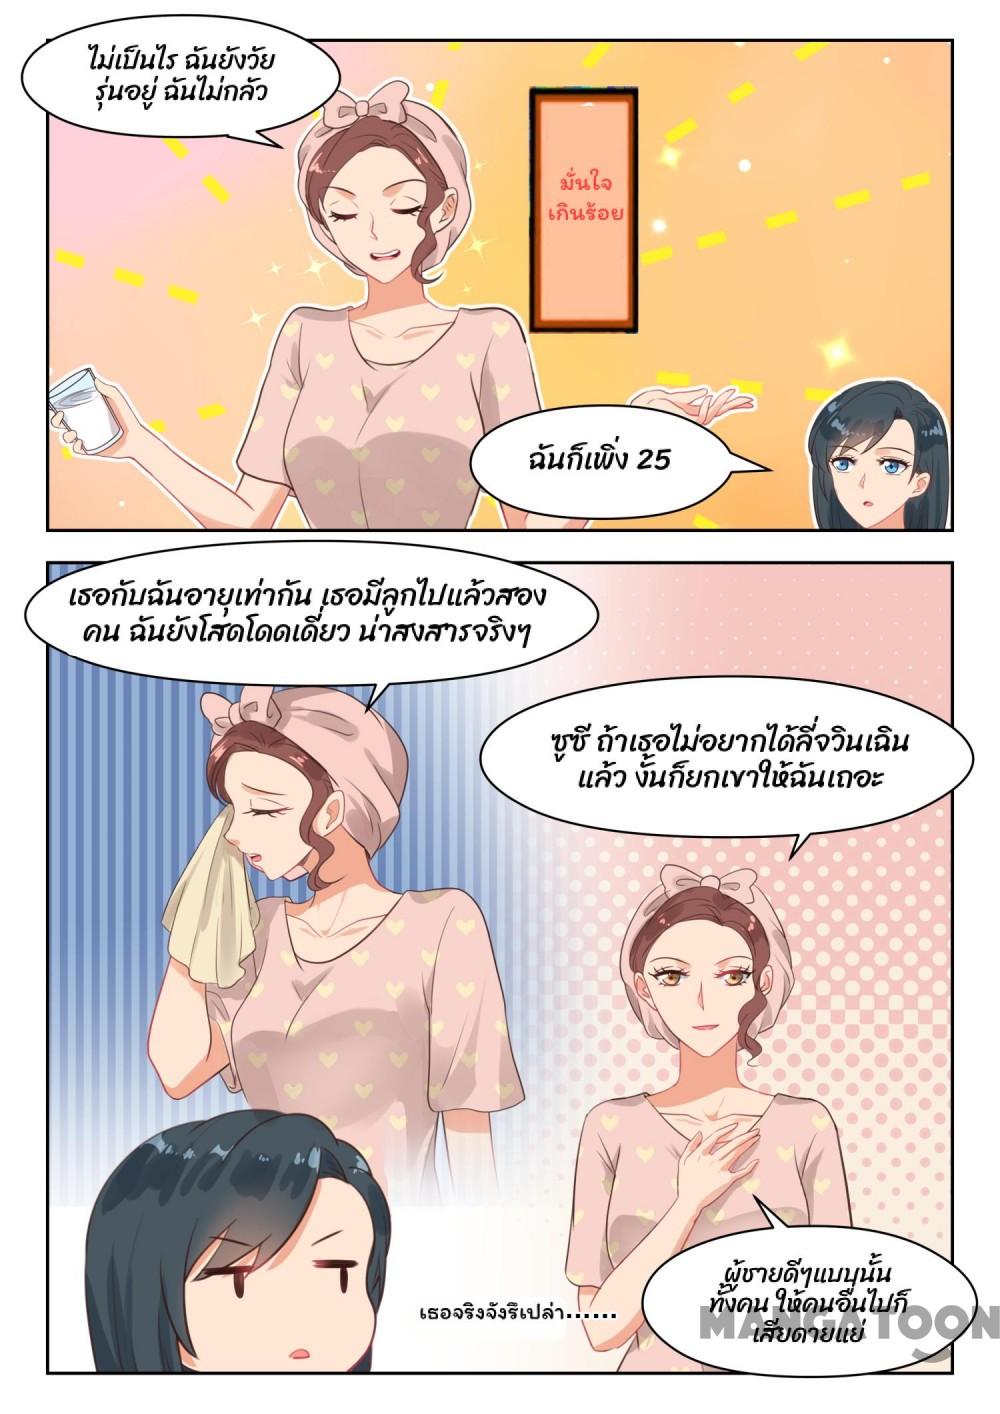 ไม่เป็นไร ฉันยังวัย
รุ่นอยู่ ฉันไม่กลัว
มั่นใจ
เกินร้อย
ฉันก็เพิ่ง 25
เธอกับฉันอายุเท่ากัน เธอมีลูกไปแล้วสอง
คน ฉันยังโสดโดดเดี่ยว น่าสงสารจริงๆ
ซูซี ถ้าเธอไม่อยากได้ลี่จวินเฉิน
แล้ว งั้นก็ยกเขาให้ฉันเถอะ
ผู้ชายดีๆแบบนั้น
ทั้งคน ให้คนอื่นไปก็
เสียดายแย่
เธอจริงจังรึเปล่า......
MANGATOON